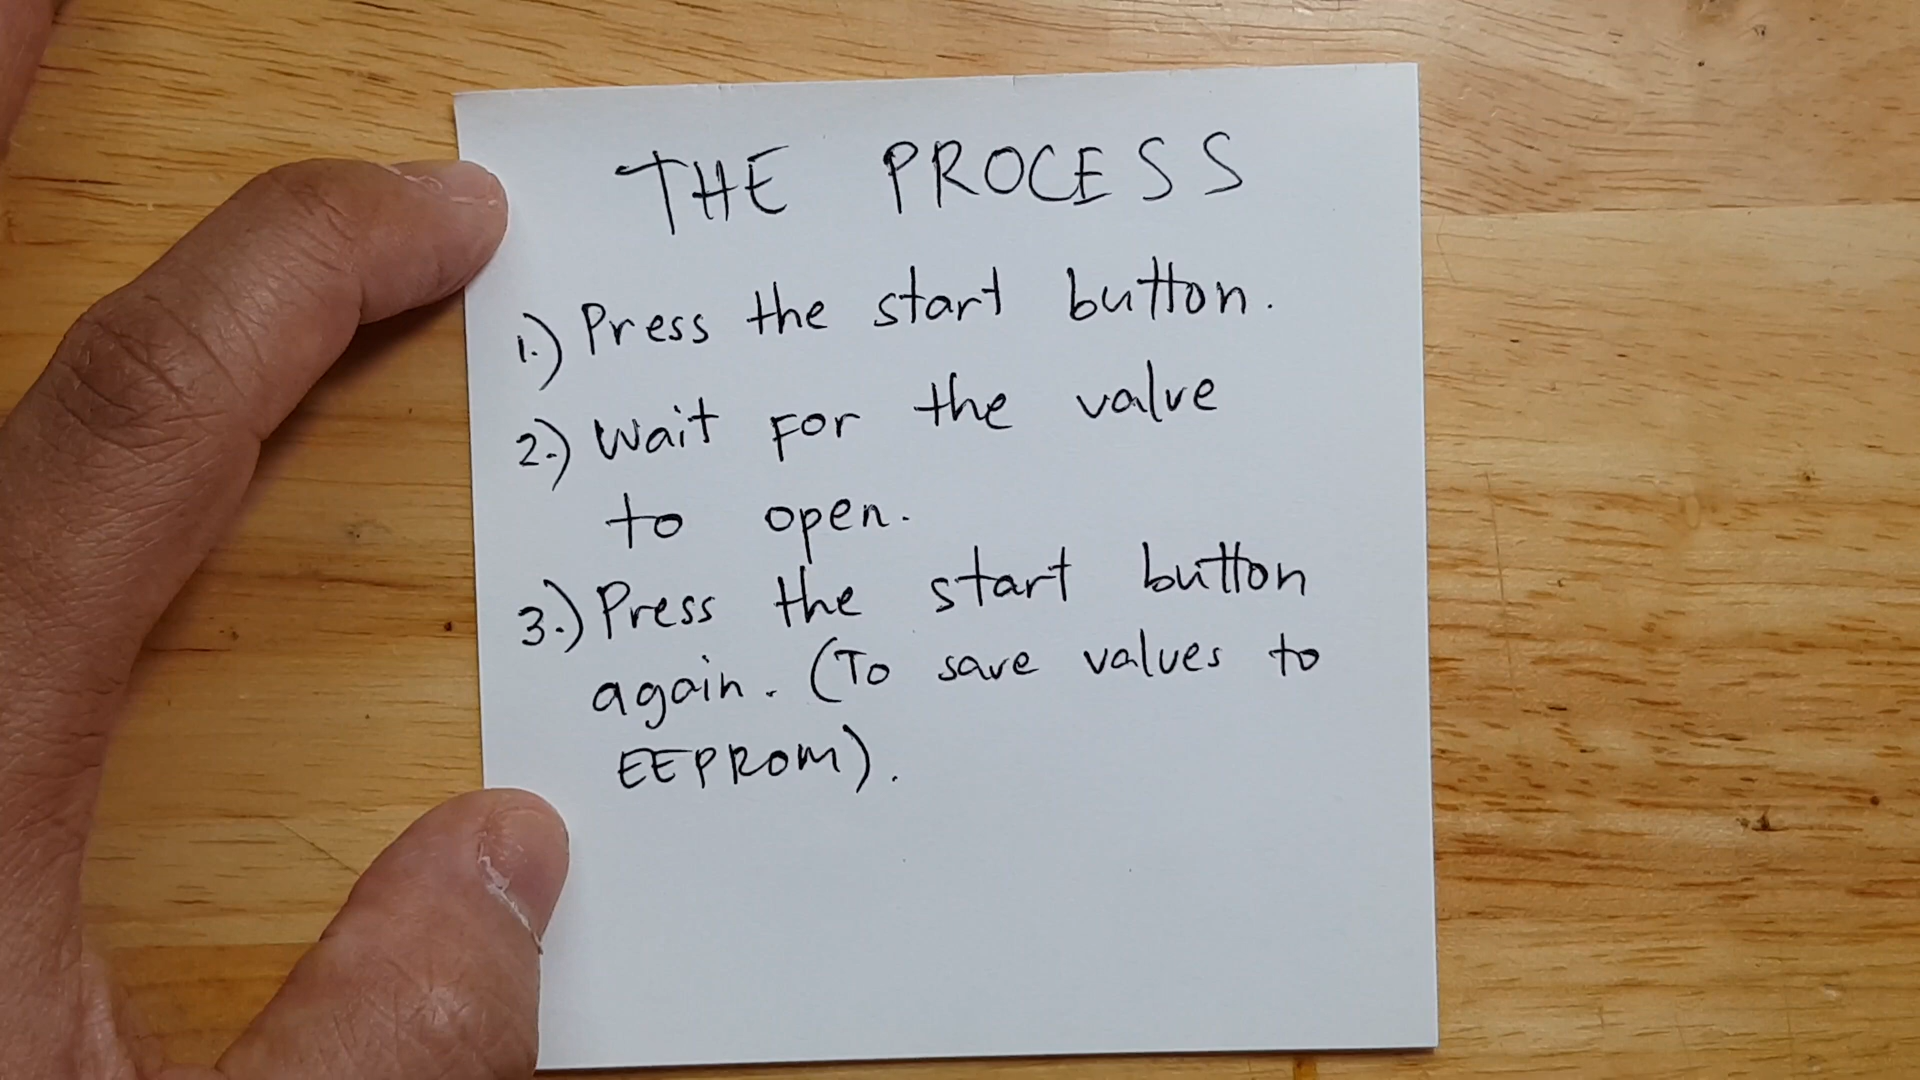 THE PROCESS
1.) Press the start button.
2.) Wait For the valve
to open.
3.) Press the start button
again. (To save values to
EEPROM).